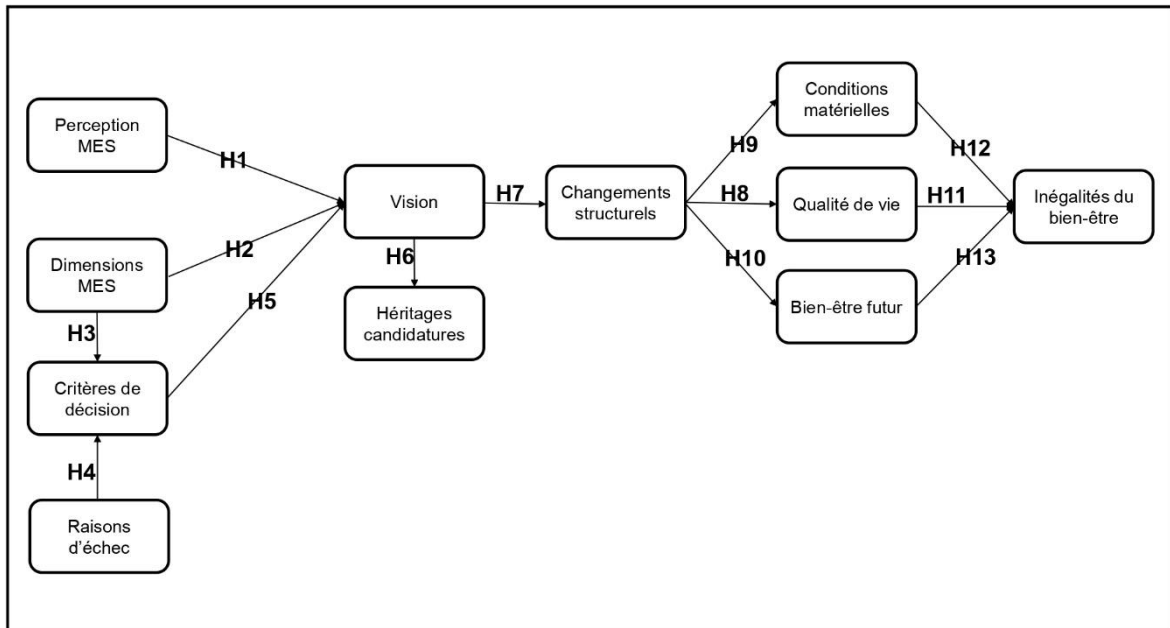 Perception
MES
Dimensions
MES
Critères de
décision
Raisons
d'échec
H1
H2
H3
H4
H5
Vision
H6
Héritages
candidatures
H7
Changements
structurels
H9
H8
H10
Conditions
matérielles
Qualité de vie
Bien-être futur
H12
H11
H13
Inégalités du
bien-être